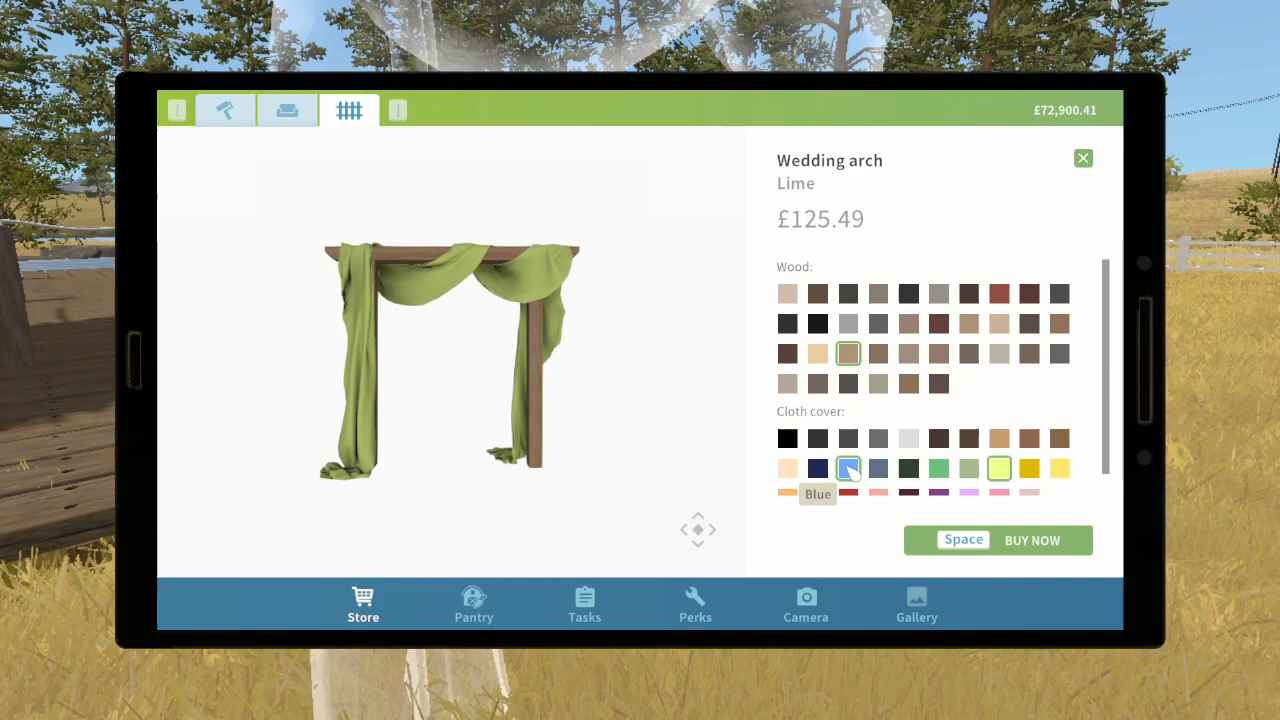 £72,900.41
Wedding arch
Lime
£125.49
Wood:
Cloth cover:
Blue
Space BUY NOW
Store
Pantry
Tasks
Perks
Camera
Gallery